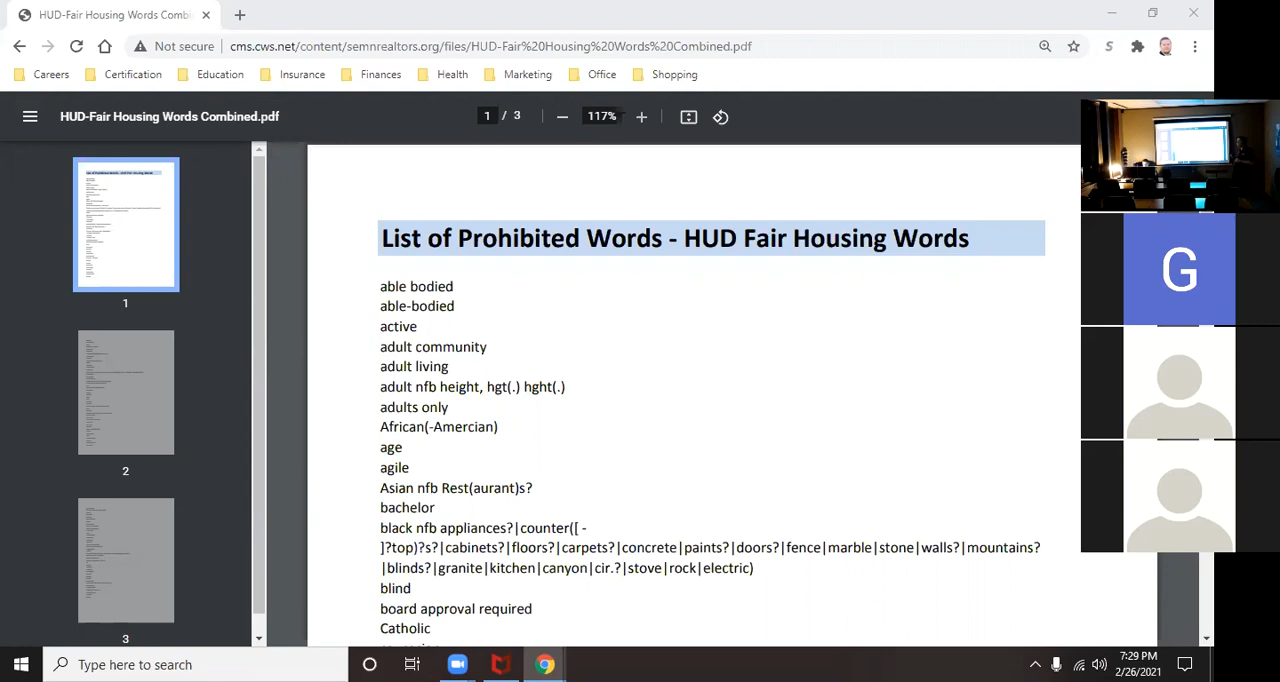 HUD-Fair Housing Words Combin
Not secure
cms.cws.net/content/semnrealtors.org/files/HUD-Fair%20Housing%20Words%20Combined.pdf
S
Careers
Certification
Education
Insurance
Finances
Health
Marketing
Office
Shopping
HUD-Fair Housing Words Combined.pdf
1 / 3
117%
1
2
3
List of Prohibited Words - HUD Fair Housing Words
able bodied
able-bodied
active
adult community
adult living
adult nfb height, hgt(.) hght(.)
adults only
African(-Amercian)
age
agile
Asian nfb Rest(aurant)s?
bachelor
black nfb appliances?|counter([ -
]?top)?s?|cabinets?|floors?|carpets?|concrete|paints?|doors?|fence|marble|stone|walls?|mountains?
|blinds?|granite|kitchen|canyon|cir.?|stove|rock|electric)
blind
board approval required
Catholic
G
Type here to search
7:29 PM
2/26/2021